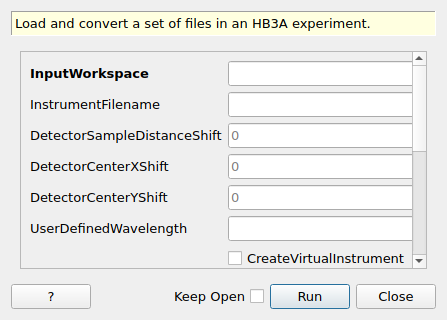 Load and convert a set of files in an HB3A experiment.
InputWorkspace
InstrumentFilename
DetectorSampleDistanceShift 0
DetectorCenterXShift 0
DetectorCenterYShift 0
UserDefinedWavelength
CreateVirtualInstrument
? Keep Open Run Close